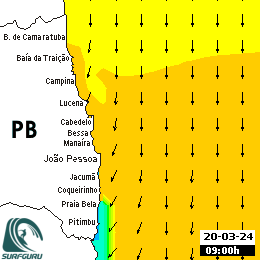 B. de Camaratuba
Baía da Traição
Campina
Lucena
Cabedelo
PB
Bessa
Manaíra
João Pessoa
Jacumã
Coqueirinho
Praia Bela
Pitimbu
20-03-24
09:00h
SURFGURU